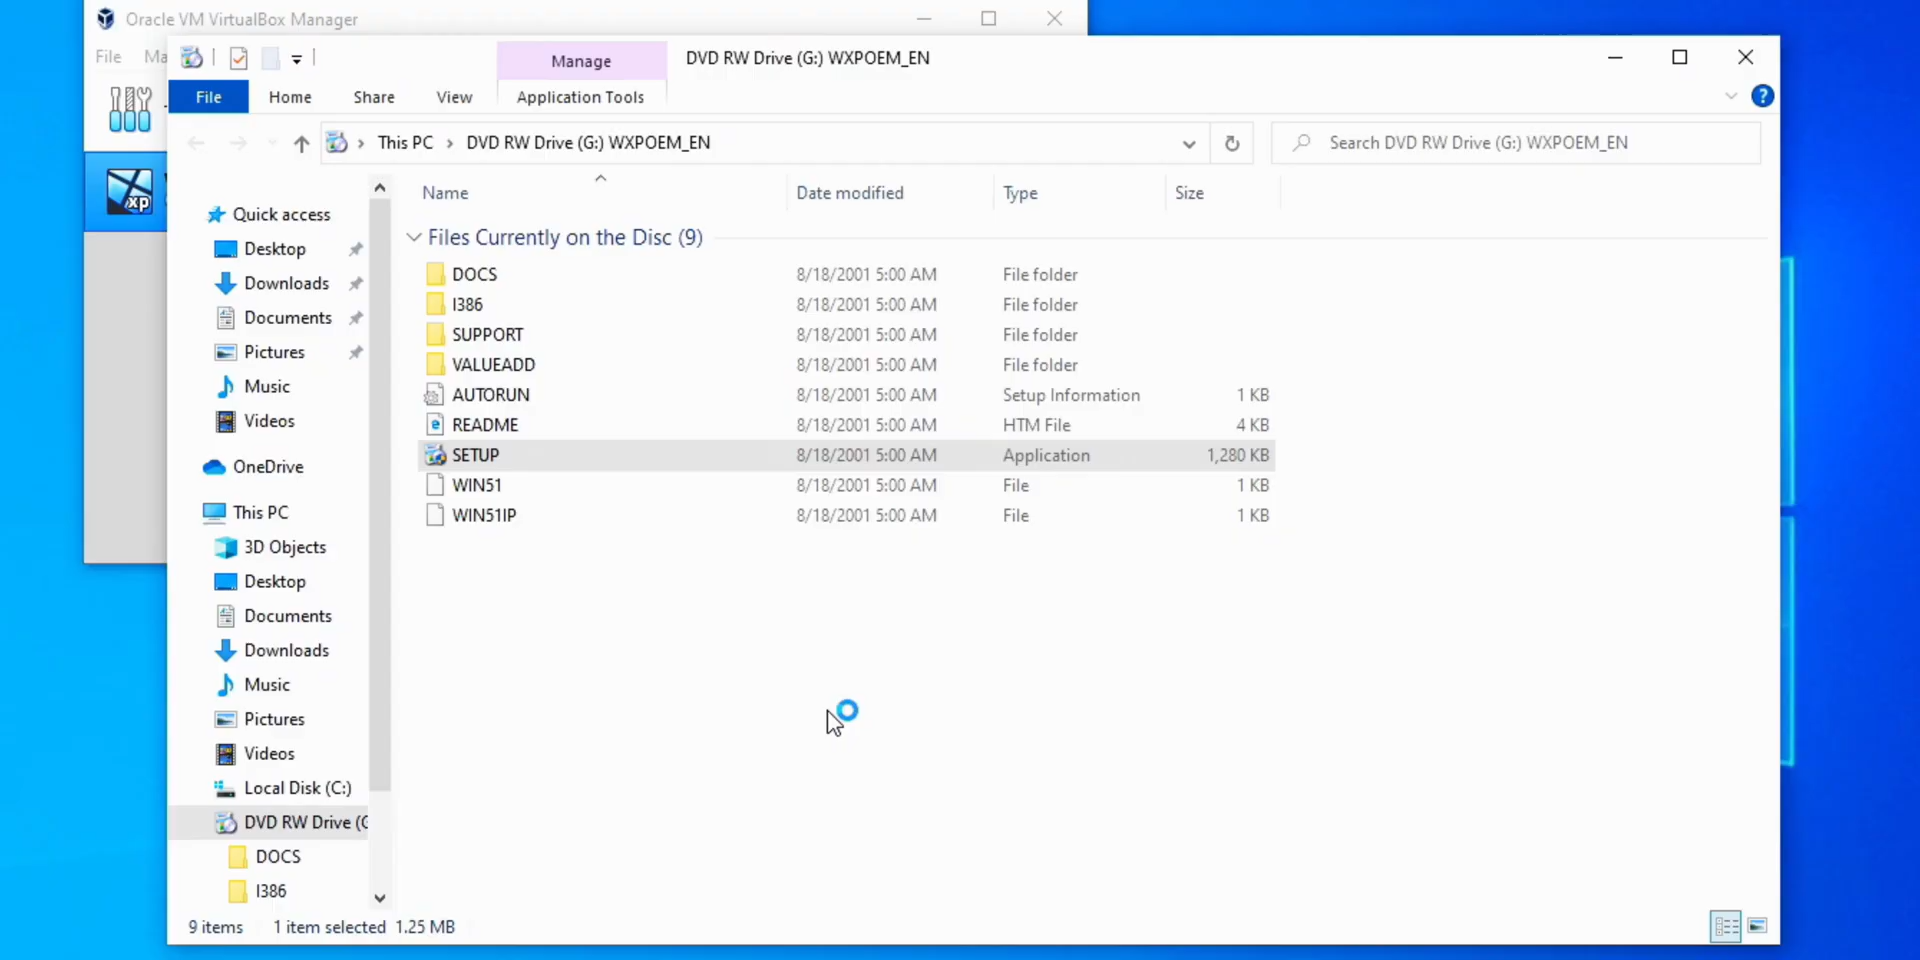 Oracle VM VirtualBox Manager
File Ma
Manage
DVD RW Drive (G:) WXPOEM_EN
File Home Share View Application Tools
This PC DVD RW Drive (G:) WXPOEM_EN
Search DVD RW Drive (G:) WXPOEM_EN
xp
Name Date modified Type Size
Files Currently on the Disc (9)
DOCS 8/18/2001 5:00 AM File folder
I386 8/18/2001 5:00 AM File folder
SUPPORT 8/18/2001 5:00 AM File folder
VALUEADD 8/18/2001 5:00 AM File folder
AUTORUN 8/18/2001 5:00 AM Setup Information 1 KB
README 8/18/2001 5:00 AM HTM File 4 KB
SETUP 8/18/2001 5:00 AM Application 1,280 KB
WIN51 8/18/2001 5:00 AM File 1 KB
WIN51IP 8/18/2001 5:00 AM File 1 KB
Quick access
Desktop
Downloads
Documents
Pictures
Music
Videos
OneDrive
This PC
3D Objects
Desktop
Documents
Downloads
Music
Pictures
Videos
Local Disk (C:)
DVD RW Drive (G
DOCS
I386
9 items 1 item selected 1.25 MB